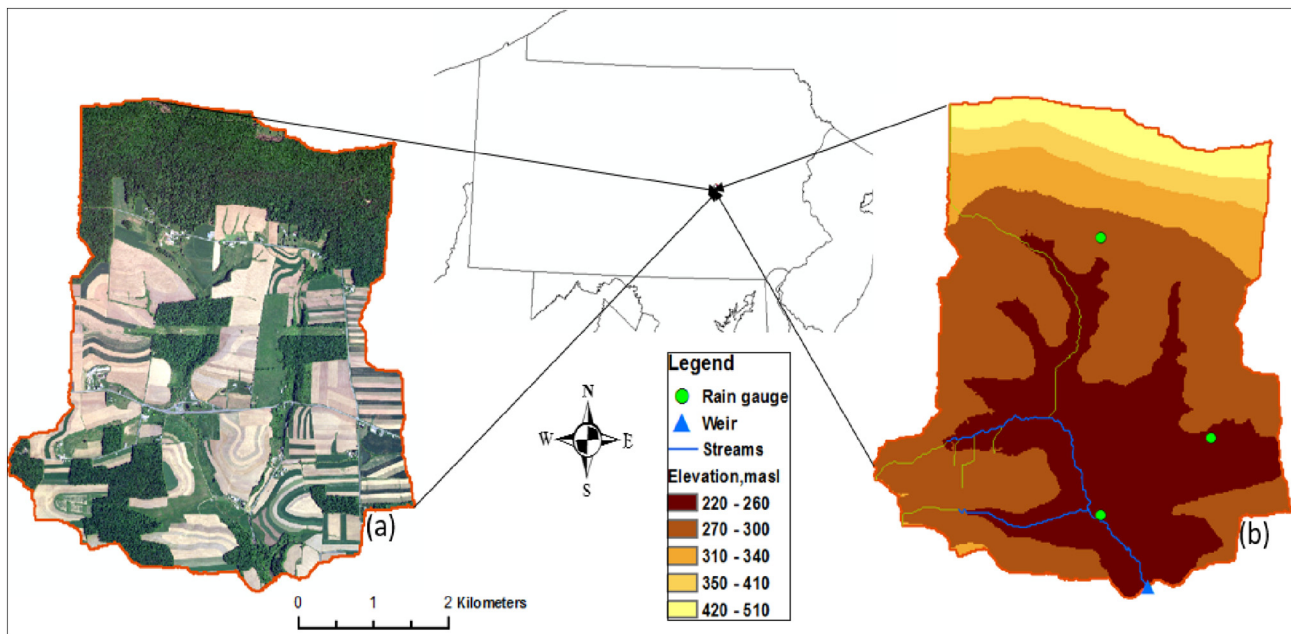 (a)
N
W E
S
0 1 2 Kilometers
Legend
Rain gauge
Weir
Streams
Elevation,masl
220 - 260
270 - 300
310 - 340
350 - 410
420 - 510
(b)